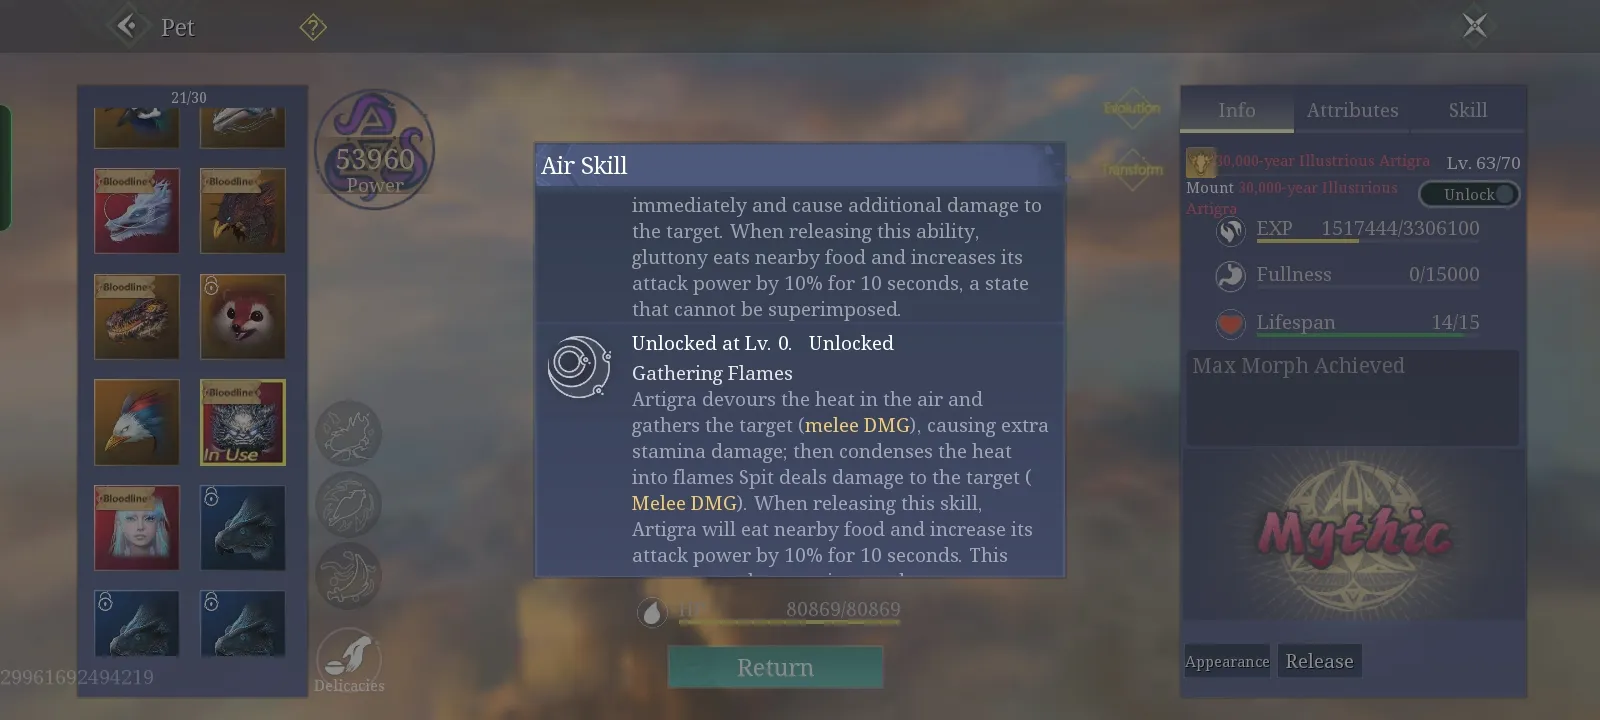 Pet
?
21/30
Bloodline
Bloodline
Bloodline
Bloodline
In Use
Bloodline
29961692494219
53960
Power
Delicacies
Air Skill
immediately and cause additional damage to
the target. When releasing this ability,
gluttony eats nearby food and increases its
attack power by 10% for 10 seconds, a state
that cannot be superimposed.
Unlocked at Lv. 0. Unlocked
Gathering Flames
Artigra devours the heat in the air and
gathers the target (melee DMG), causing extra
stamina damage; then condenses the heat
into flames Spit deals damage to the target (
Melee DMG). When releasing this skill,
Artigra will eat nearby food and increase its
attack power by 10% for 10 seconds. This
HP 80869/80869
Return
Evolution
Transform
Info Attributes Skill
30,000-year Illustrious Artigra Lv. 63/70
Mount 30,000-year Illustrious
Artigra
Unlock
EXP 1517444/3306100
Fullness 0/15000
Lifespan 14/15
Max Morph Achieved
Mythic
Appearance Release